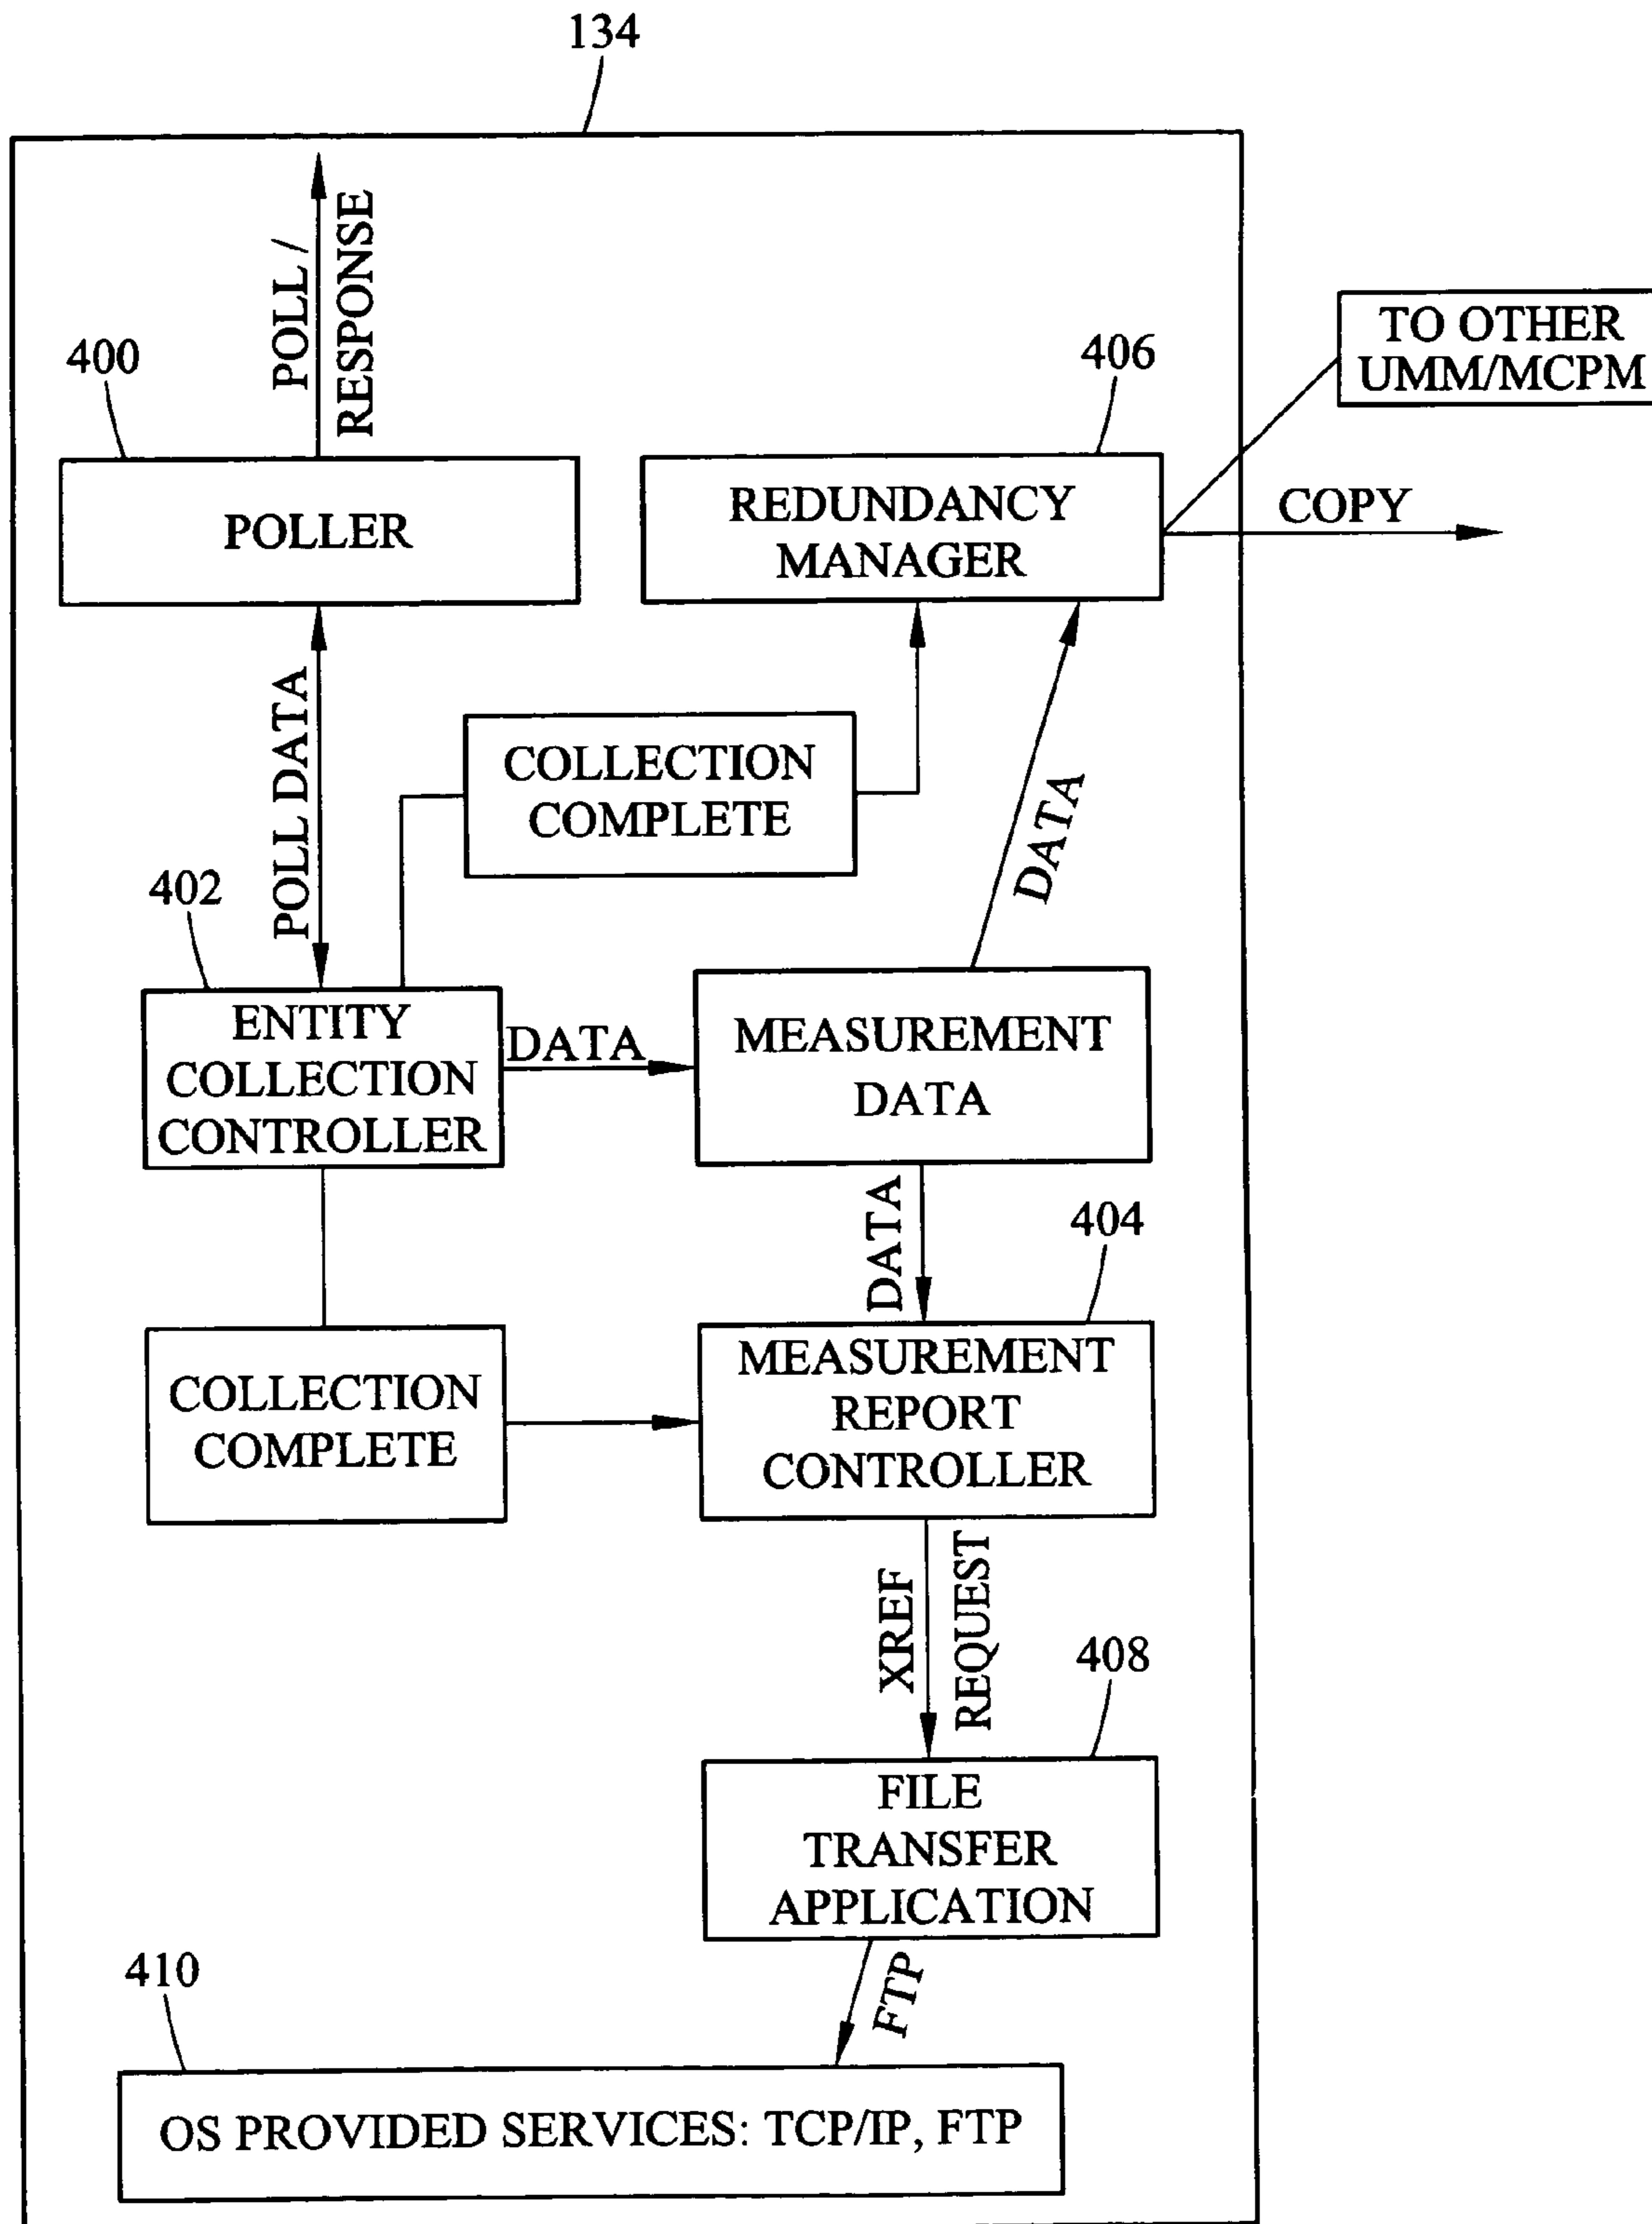 134
POLL /
RESPONSE
400
406
TO OTHER
UMM/MCPM
POLLER
REDUNDANCY
MANAGER
COPY
POLL DATA
COLLECTION
COMPLETE
DATA
402
ENTITY
COLLECTION
CONTROLLER
DATA
MEASUREMENT
DATA
DATA
404
COLLECTION
COMPLETE
MEASUREMENT
REPORT
CONTROLLER
XREF
REQUEST
408
FILE
TRANSFER
APPLICATION
FTP
410
OS PROVIDED SERVICES: TCP/IP, FTP